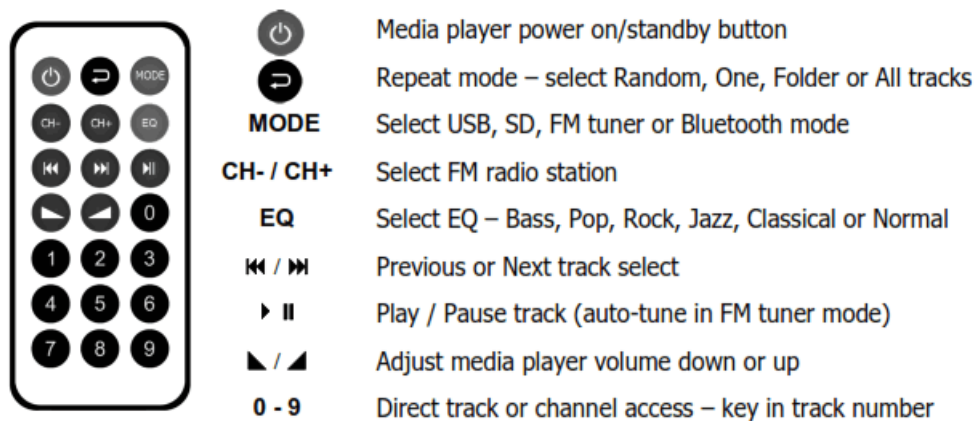 MODE
CH- CH+ EQ
0
1 2 3
4 5 6
7 8 9
Media player power on/standby button
Repeat mode – select Random, One, Folder or All tracks
MODE Select USB, SD, FM tuner or Bluetooth mode
CH- / CH+ Select FM radio station
EQ Select EQ – Bass, Pop, Rock, Jazz, Classical or Normal
/ Previous or Next track select
Play / Pause track (auto-tune in FM tuner mode)
/ Adjust media player volume down or up
0 - 9 Direct track or channel access – key in track number